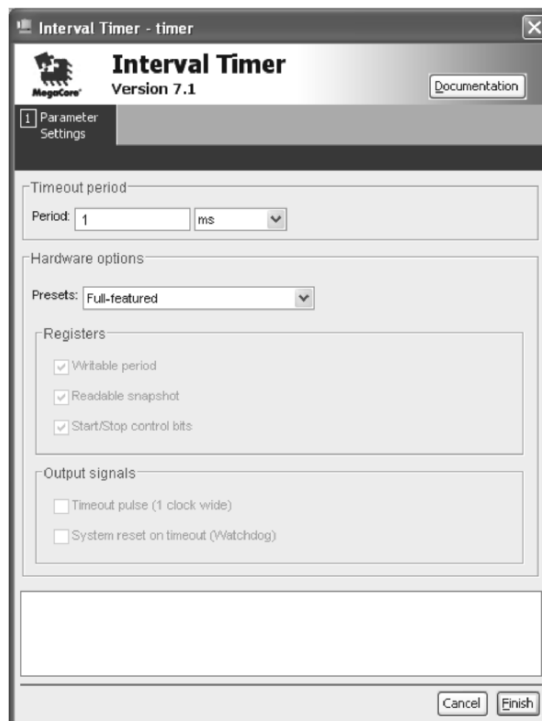 Interval Timer - timer
MegaCore'
Interval Timer
Version 7.1
Documentation
1 Parameter
Settings
Timeout period
Period: 1 ms
Hardware options
Presets: Full-featured
Registers
Writable period
Readable snapshot
Start/Stop control bits
Output signals
Timeout pulse (1 clock wide)
System reset on timeout (Watchdog)
Cancel Finish